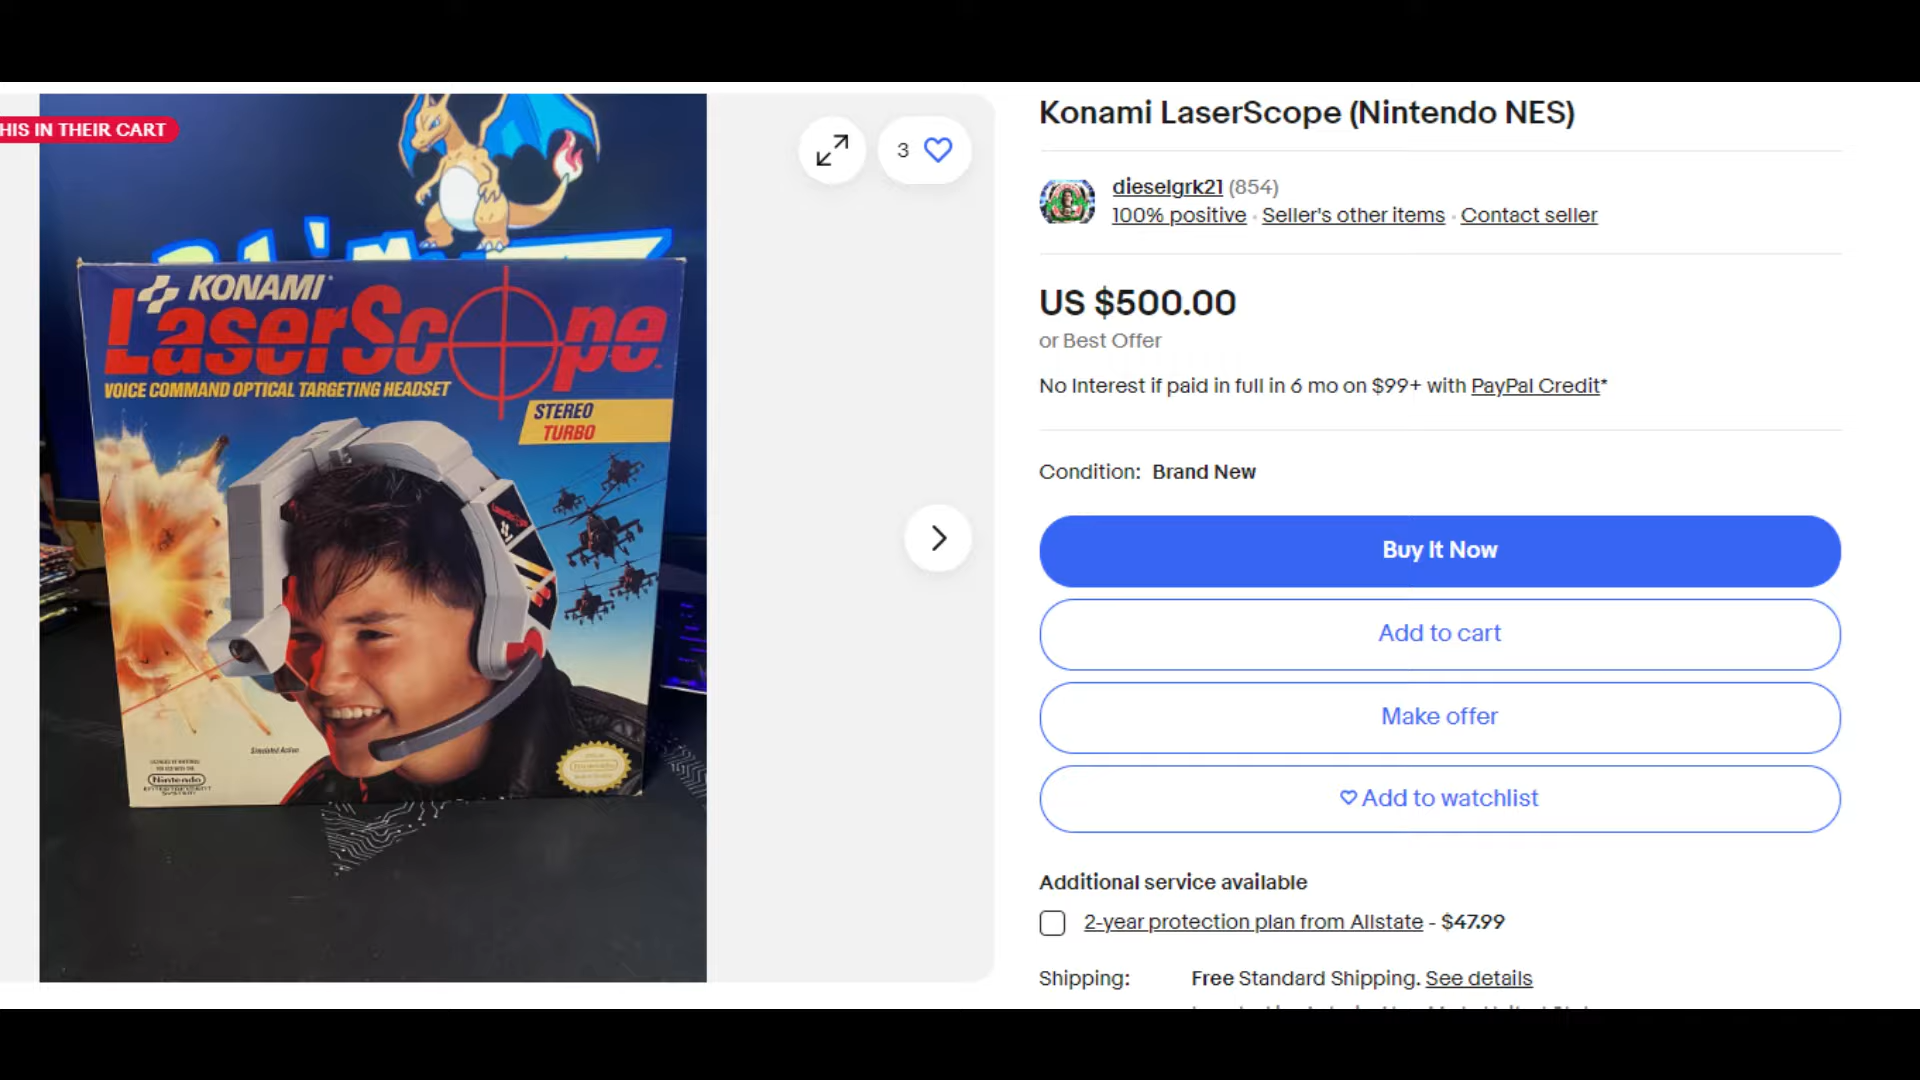 HIS IN THEIR CART
3
KONAMI
LaserScope
VOICE COMMAND OPTICAL TARGETING HEADSET
STEREO
TURBO
Simulated Action
Nintendo
ENTERTAINMENT
SYSTEM
Konami LaserScope (Nintendo NES)
dieselgrk21 (854)
100% positive · Seller's other items · Contact seller
US $500.00
or Best Offer
No Interest if paid in full in 6 mo on $99+ with PayPal Credit*
Condition: Brand New
Buy It Now
Add to cart
Make offer
Add to watchlist
Additional service available
2-year protection plan from Allstate - $47.99
Shipping: Free Standard Shipping. See details